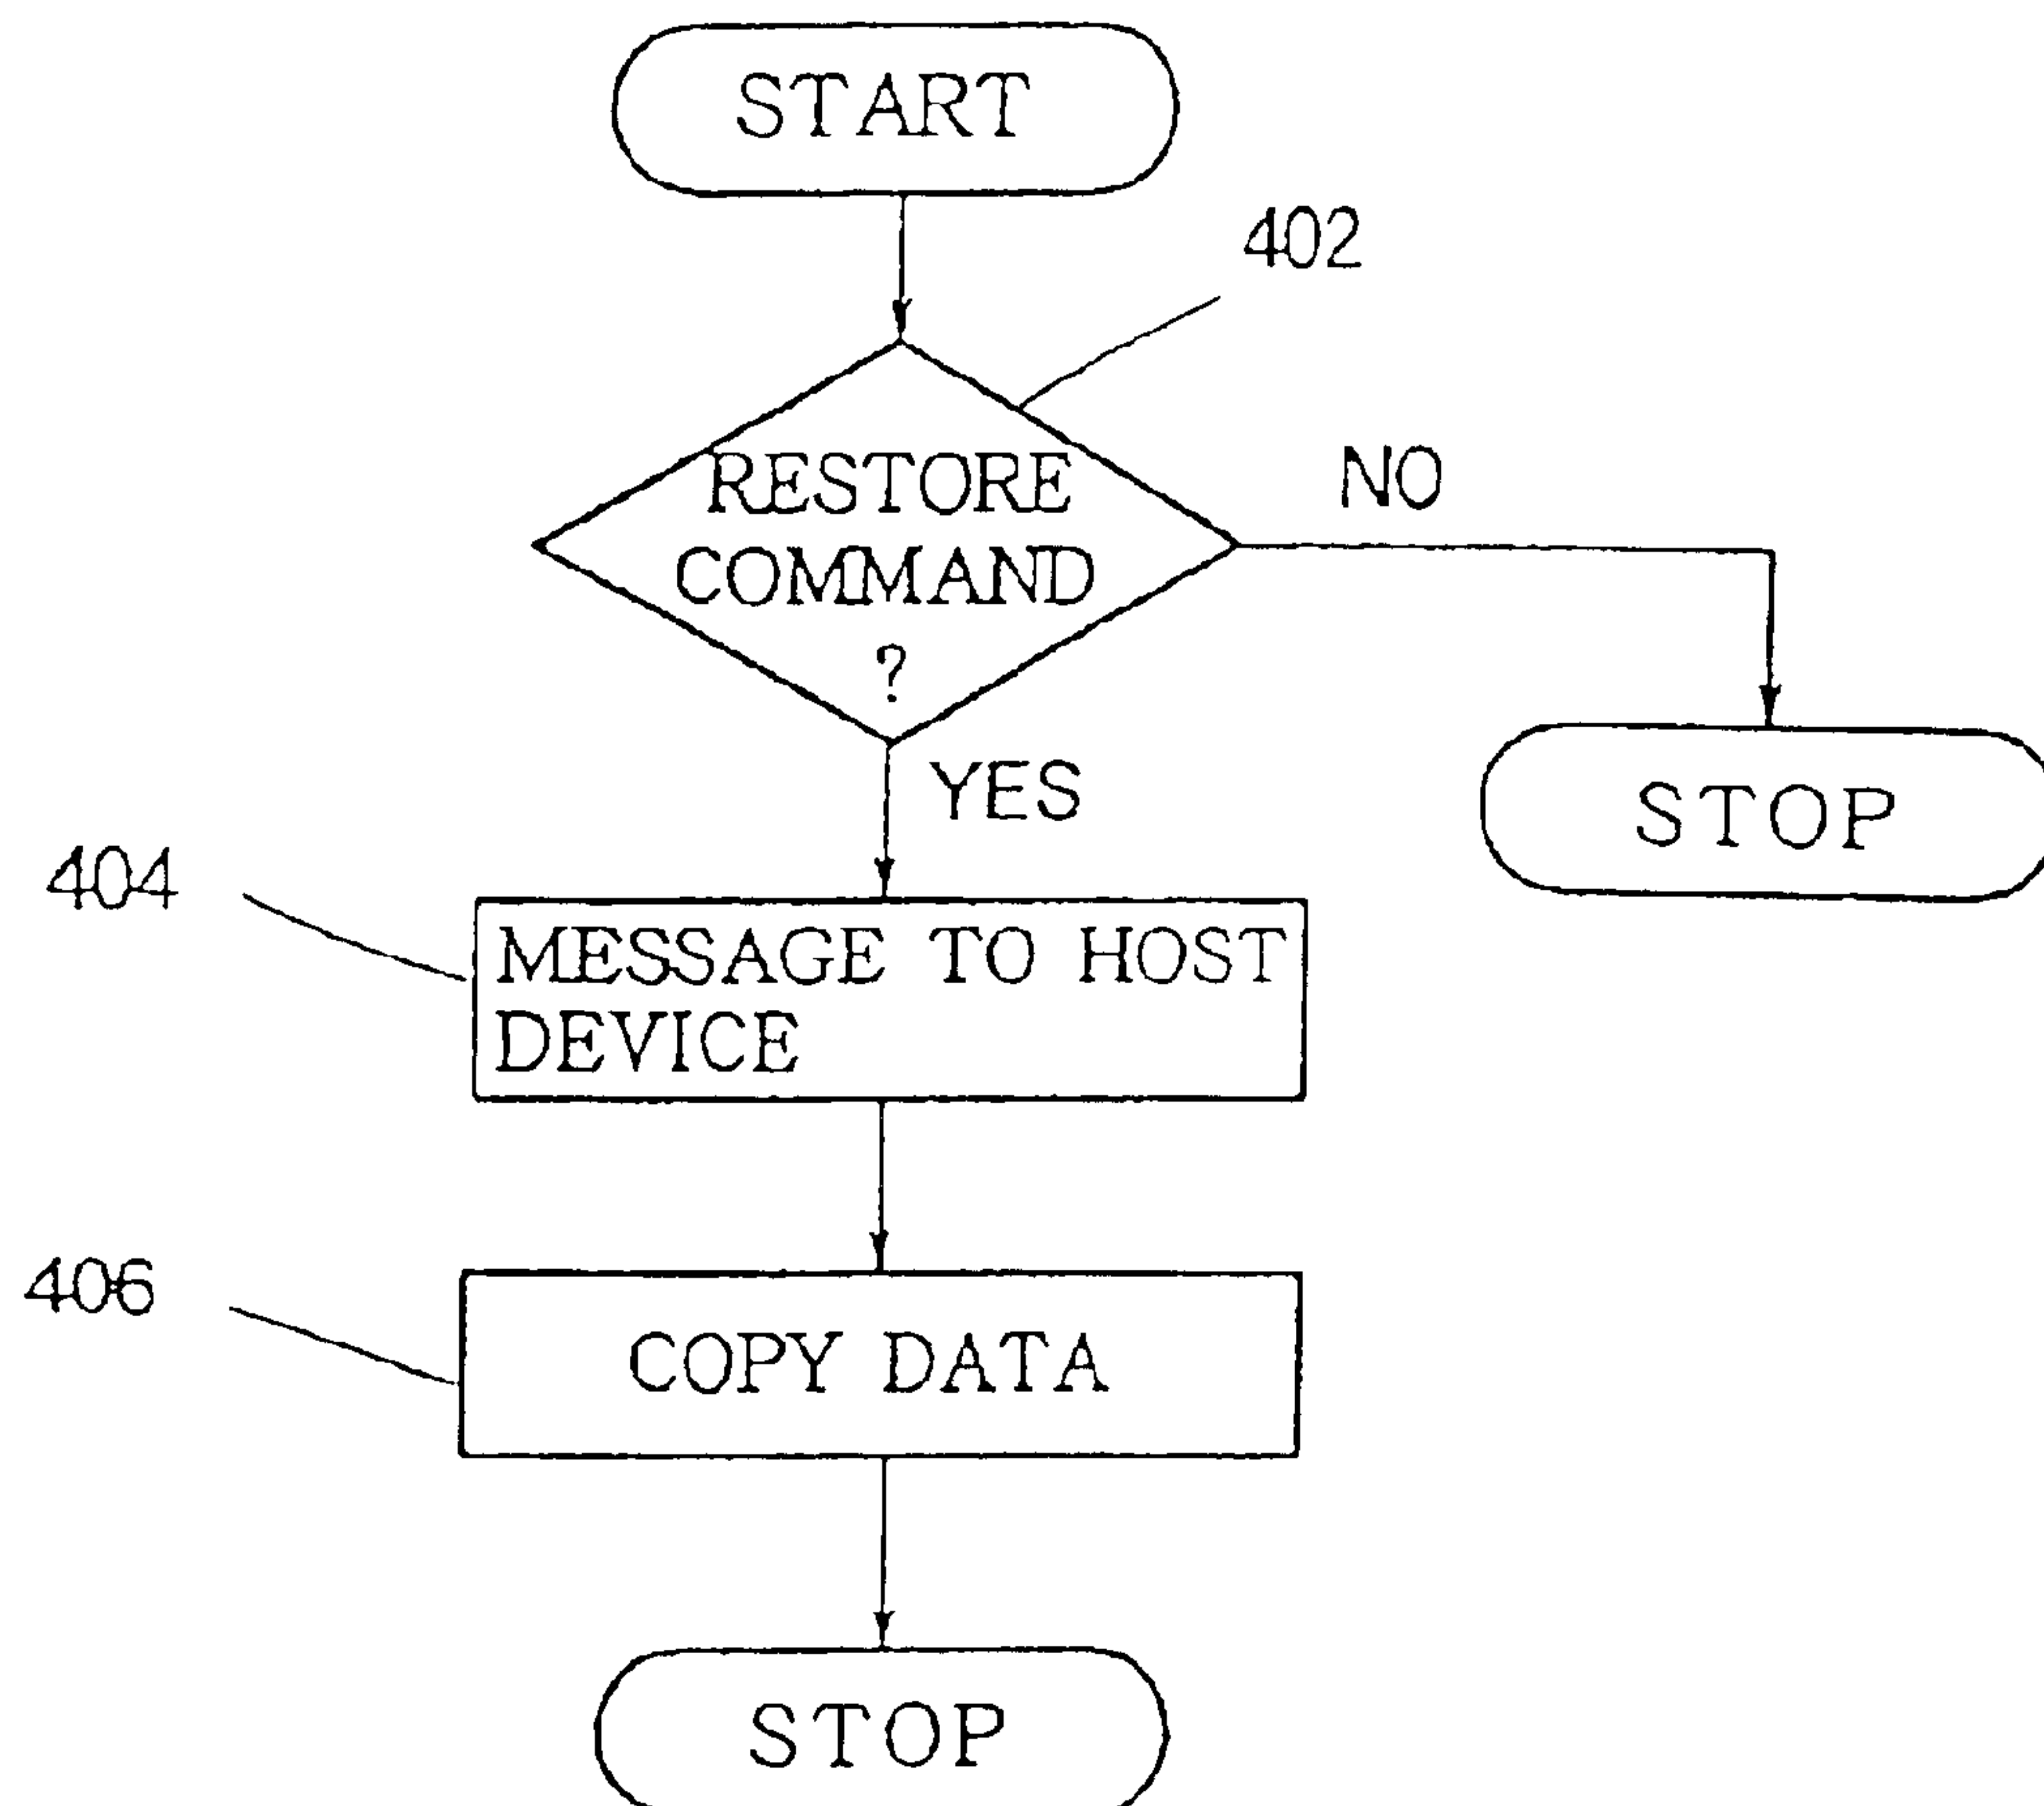 START
402
RESTORE
COMMAND
?
NO
YES
STOP
404
MESSAGE TO HOST
DEVICE
406
COPY DATA
STOP